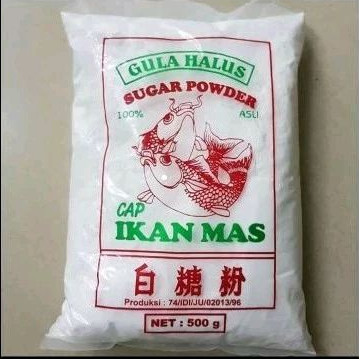 GULA HALUS
SUGAR POWDER
100% ASLI
CAP
IKAN MAS
白糖粉
Produksi : 74/IDI/JU/02013/96
NET : 500 g